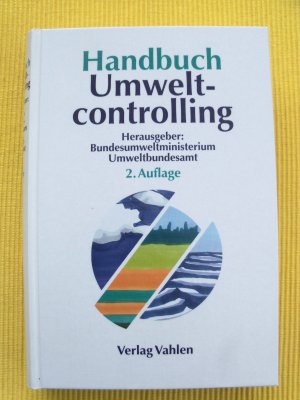 Handbuch
Umwelt-
controlling
Herausgeber:
Bundesumweltministerium
Umweltbundesamt
2. Auflage
Verlag Vahlen